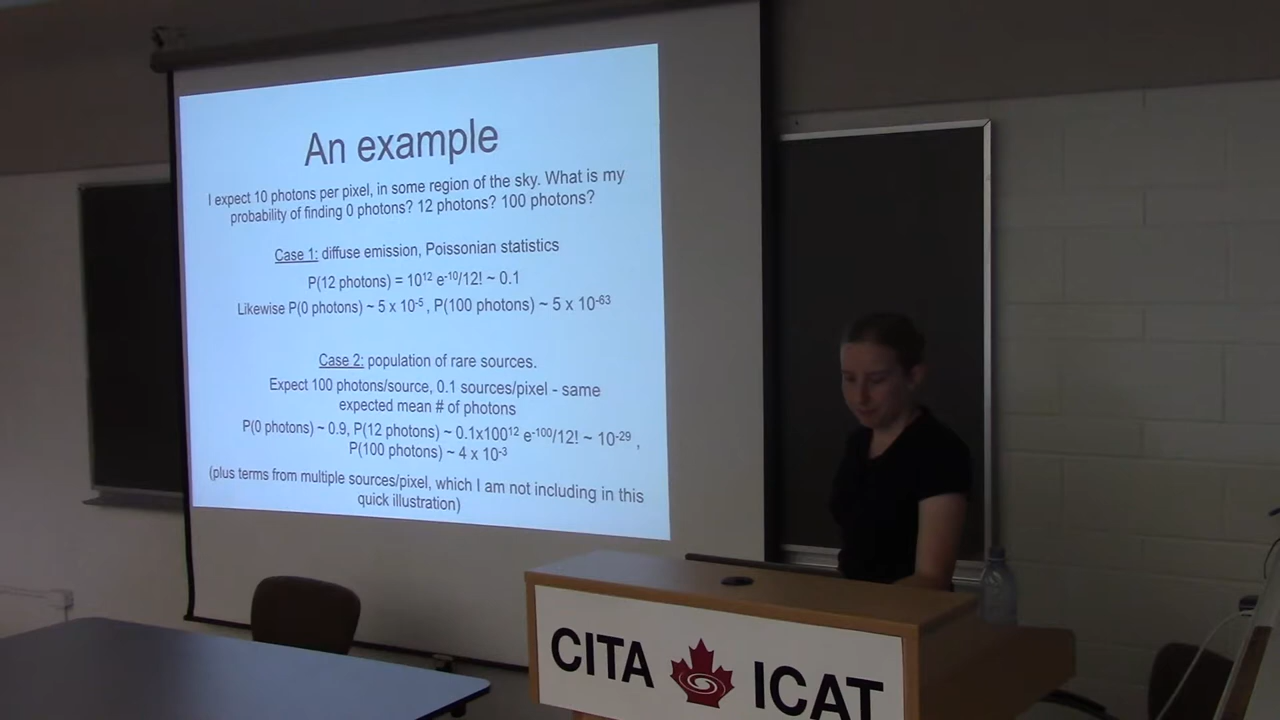 An example
I expect 10 photons per pixel, in some region of the sky. What is my
probability of finding 0 photons? 12 photons? 100 photons?
Case 1: diffuse emission, Poissonian statistics
P(12 photons) = 10¹² e⁻¹⁰/12! ~ 0.1
Likewise P(0 photons) ~ 5 x 10⁻⁵ , P(100 photons) ~ 5 x 10⁻⁶³
Case 2: population of rare sources.
Expect 100 photons/source, 0.1 sources/pixel - same
expected mean # of photons
P(0 photons) ~ 0.9, P(12 photons) ~ 0.1x100¹² e⁻¹⁰⁰/12! ~ 10⁻²⁹ ,
P(100 photons) ~ 4 x 10⁻³
(plus terms from multiple sources/pixel, which I am not including in this
quick illustration)
CITA ICAT